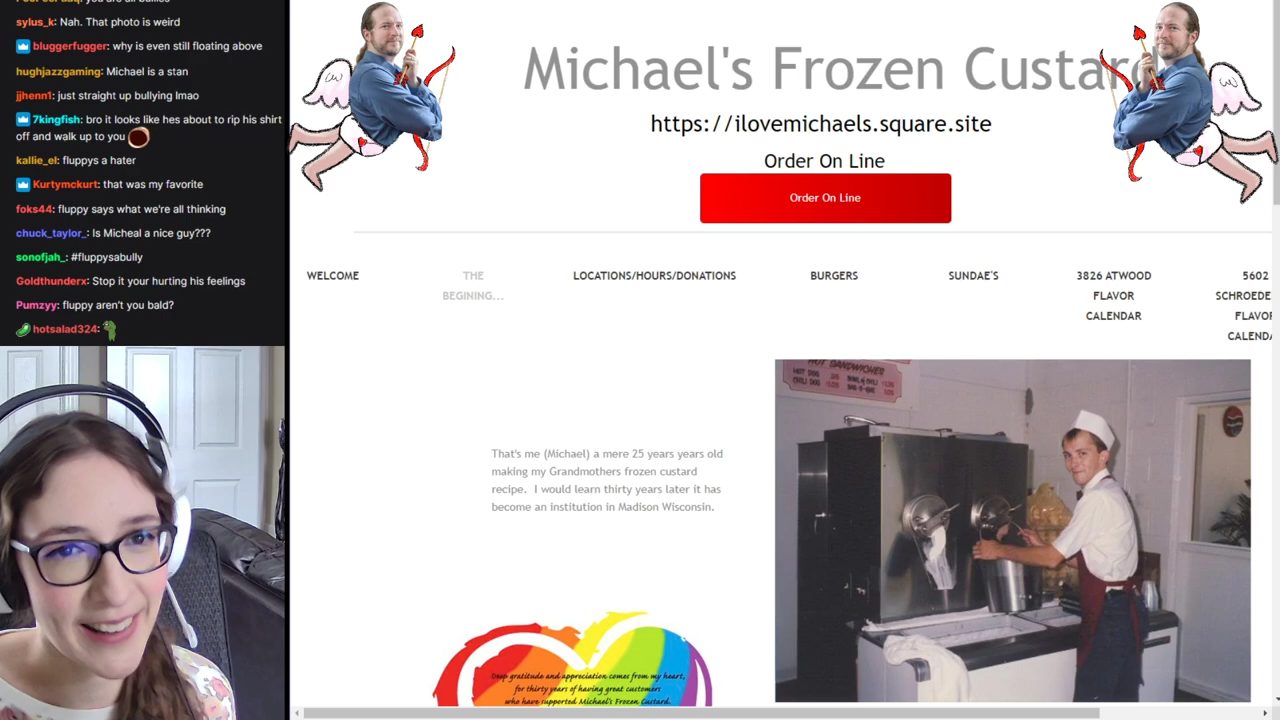 sylus_k: Nah. That photo is weird
bluggerfugger: why is even still floating above
hughjazzgaming: Michael is a stan
jjhenn1: just straight up bullying lmao
7kingfish: bro it looks like hes about to rip his shirt
off and walk up to you
kallie_el: fluppys a hater
Kurtymckurt: that was my favorite
foks44: fluppy says what we're all thinking
chuck_taylor_: Is Micheal a nice guy???
sonofjah_: #fluppysabully
Goldthunderx: Stop it your hurting his feelings
Pumzyy: fluppy aren't you bald?
hotsalad324:
Michael's Frozen Custard
https://ilovemichaels.square.site
Order On Line
Order On Line
WELCOME
THE
BEGINING...
LOCATIONS/HOURS/DONATIONS
BURGERS
SUNDAE'S
3826 ATWOOD
FLAVOR
CALENDAR
5602
SCHROEDE
FLAVOR
CALENDA
HOT SANDWICHES
HOT DOG
CHILI DOG
That's me (Michael) a mere 25 years years old
making my Grandmothers frozen custard
recipe. I would learn thirty years later it has
become an institution in Madison Wisconsin.
Deep gratitude and appreciation comes from my heart,
for thirty years of having great customers
who have supported Michael's Frozen Custard.